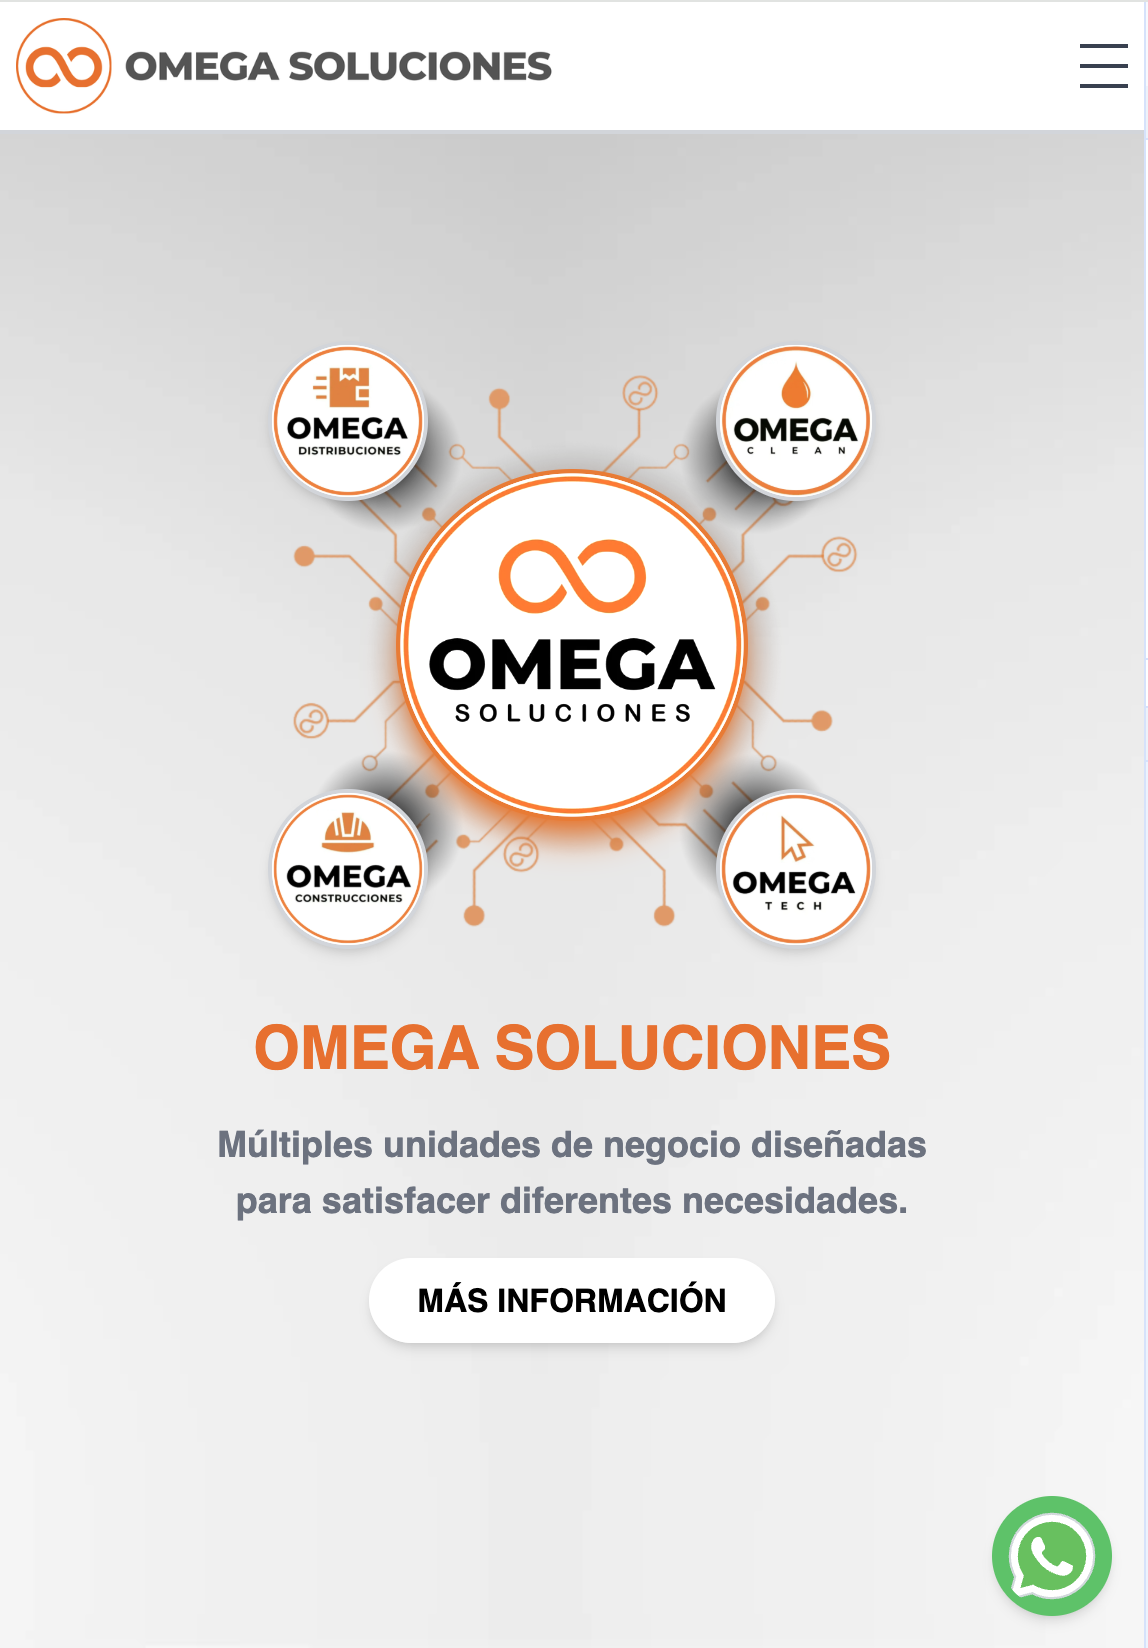 OMEGA SOLUCIONES
OMEGA
DISTRIBUCIONES
OMEGA
CLEAN
OMEGA
SOLUCIONES
OMEGA
CONSTRUCCIONES
OMEGA
TECH
OMEGA SOLUCIONES
Múltiples unidades de negocio diseñadas
para satisfacer diferentes necesidades.
MÁS INFORMACIÓN